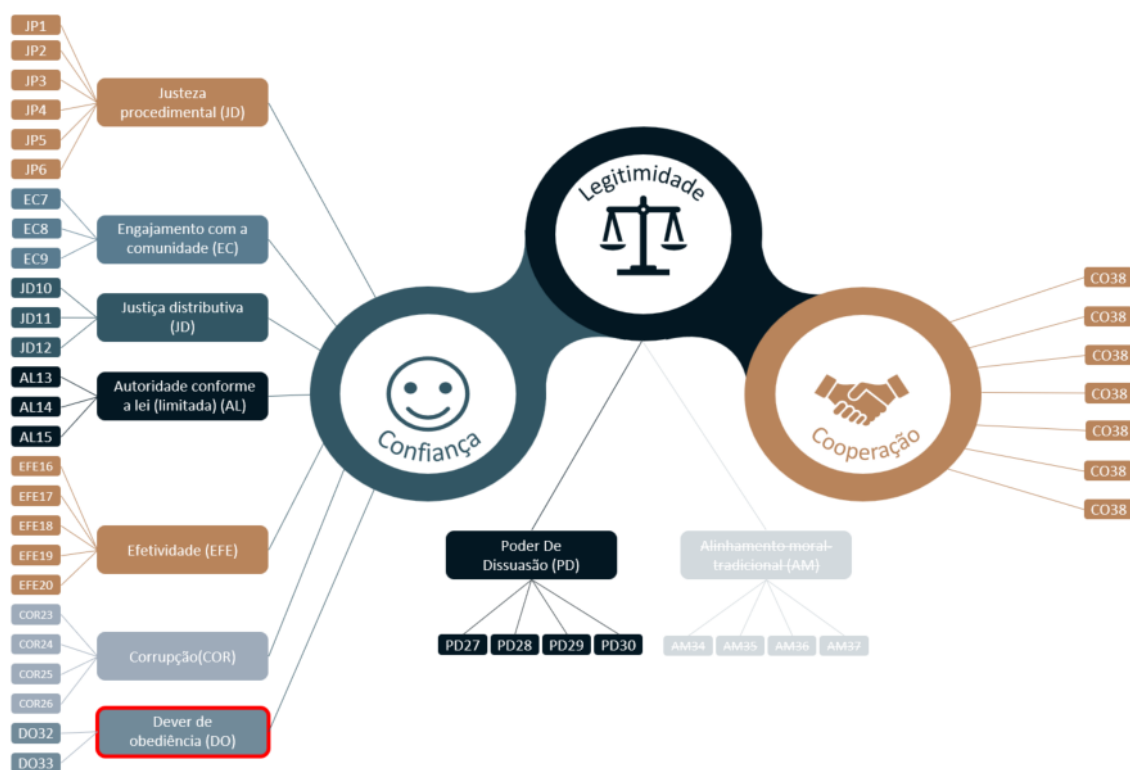 JP1
JP2
JP3
JP4
JP5
JP6
Justeza
procedimental (JD)
EC7
EC8
EC9
Engajamento com a
comunidade (EC)
JD10
JD11
JD12
Justiça distributiva
(JD)
AL13
AL14
AL15
Autoridade conforme
a lei (limitada) (AL)
EFE16
EFE17
EFE18
EFE19
EFE20
Efetividade (EFE)
COR23
COR24
COR25
COR26
Corrupção(COR)
DO32
DO33
Dever de
obediência (DO)
Confiança
Legitimidade
Cooperação
Poder De
Dissuasão (PD)
PD27
PD28
PD29
PD30
Alinhamento moral
tradicional (AM)
AM34
AM35
AM36
AM37
CO38
CO38
CO38
CO38
CO38
CO38
CO38